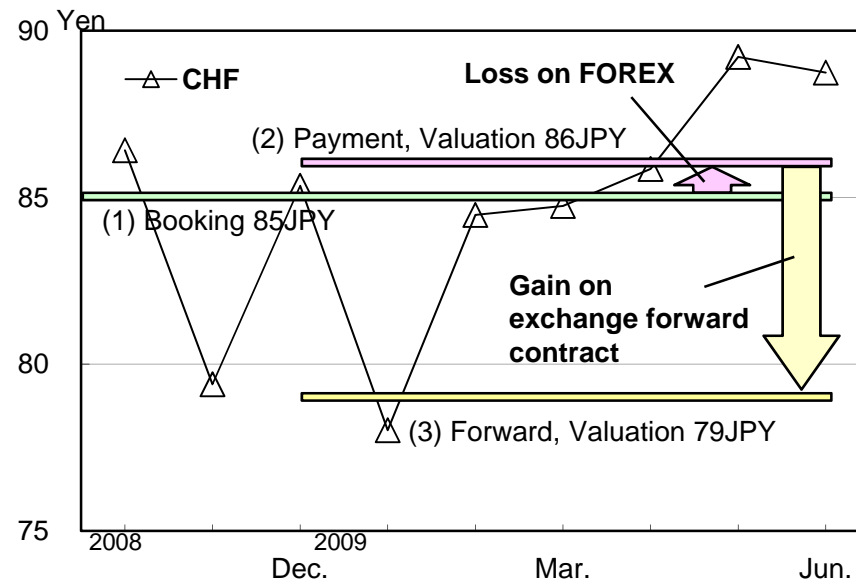 Yen
90
CHF
Loss on FOREX
(2) Payment, Valuation 86JPY
85
(1) Booking 85JPY
Gain on
exchange forward
contract
80
(3) Forward, Valuation 79JPY
75
2008 2009
Dec. Mar. Jun.